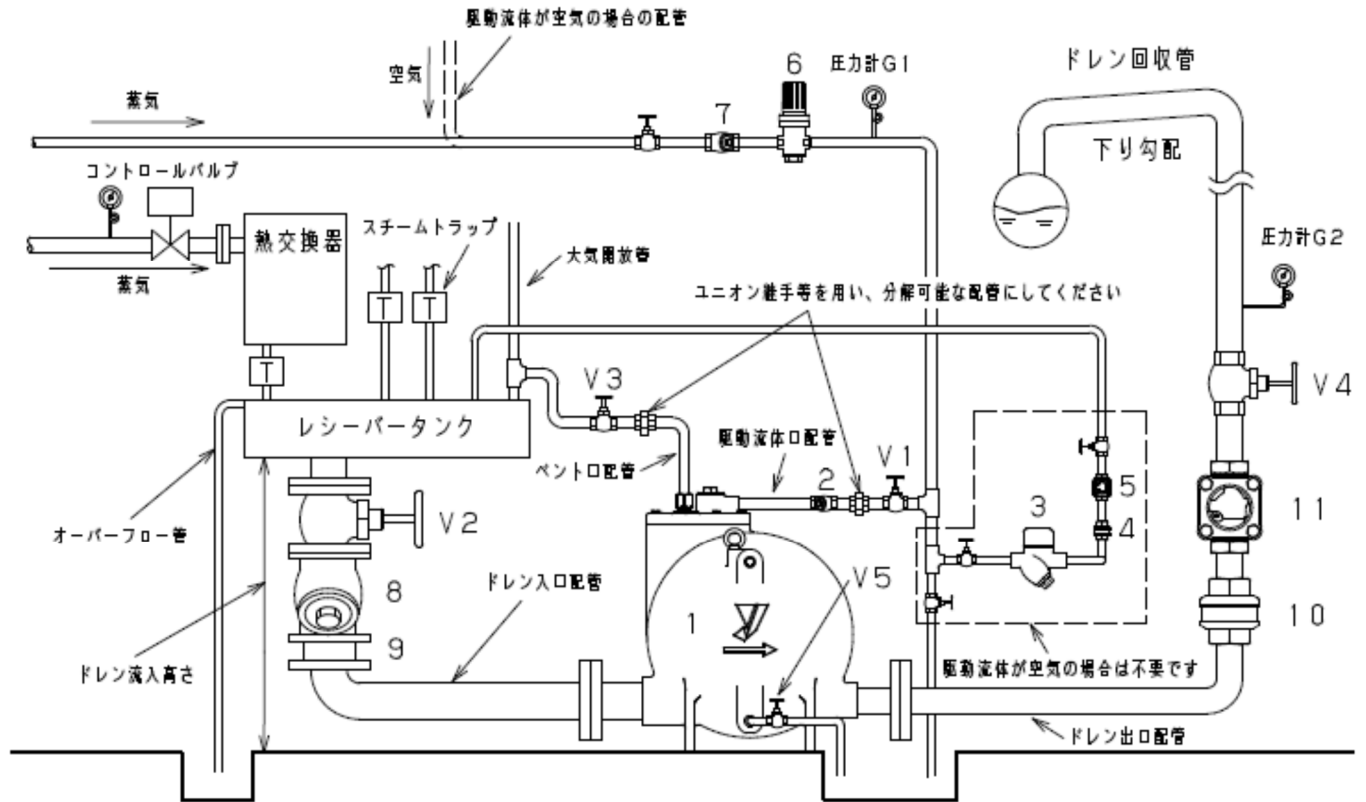 駆動流体が空気の場合の配管
空気
蒸気
6
圧力計G1
7
ドレン回収管
下り勾配
コントロールバルブ
熱交換器
蒸気
スチームトラップ
T
T
T
大気開放管
ユニオン継手等を用い、分解可能な配管にしてください
圧力計G2
V3
V4
レシーバータンク
ベント口配管
駆動流体口配管
2
V1
5
3
4
11
オーバーフロー管
V2
ドレン入口配管
8
V5
1
10
9
ドレン流入高さ
駆動流体が空気の場合は不要です
ドレン出口配管